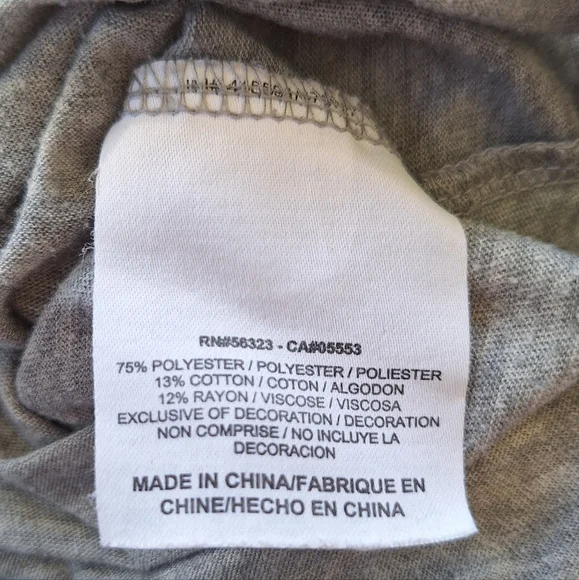 RN#56323 - CA#05553
75% POLYESTER / POLYESTER / POLIESTER
13% COTTON / COTON / ALGODON
12% RAYON / VISCOSE / VISCOSA
EXCLUSIVE OF DECORATION / DECORATION
NON COMPRISE / NO INCLUYE LA
DECORACION
MADE IN CHINA/FABRIQUE EN
CHINE/HECHO EN CHINA